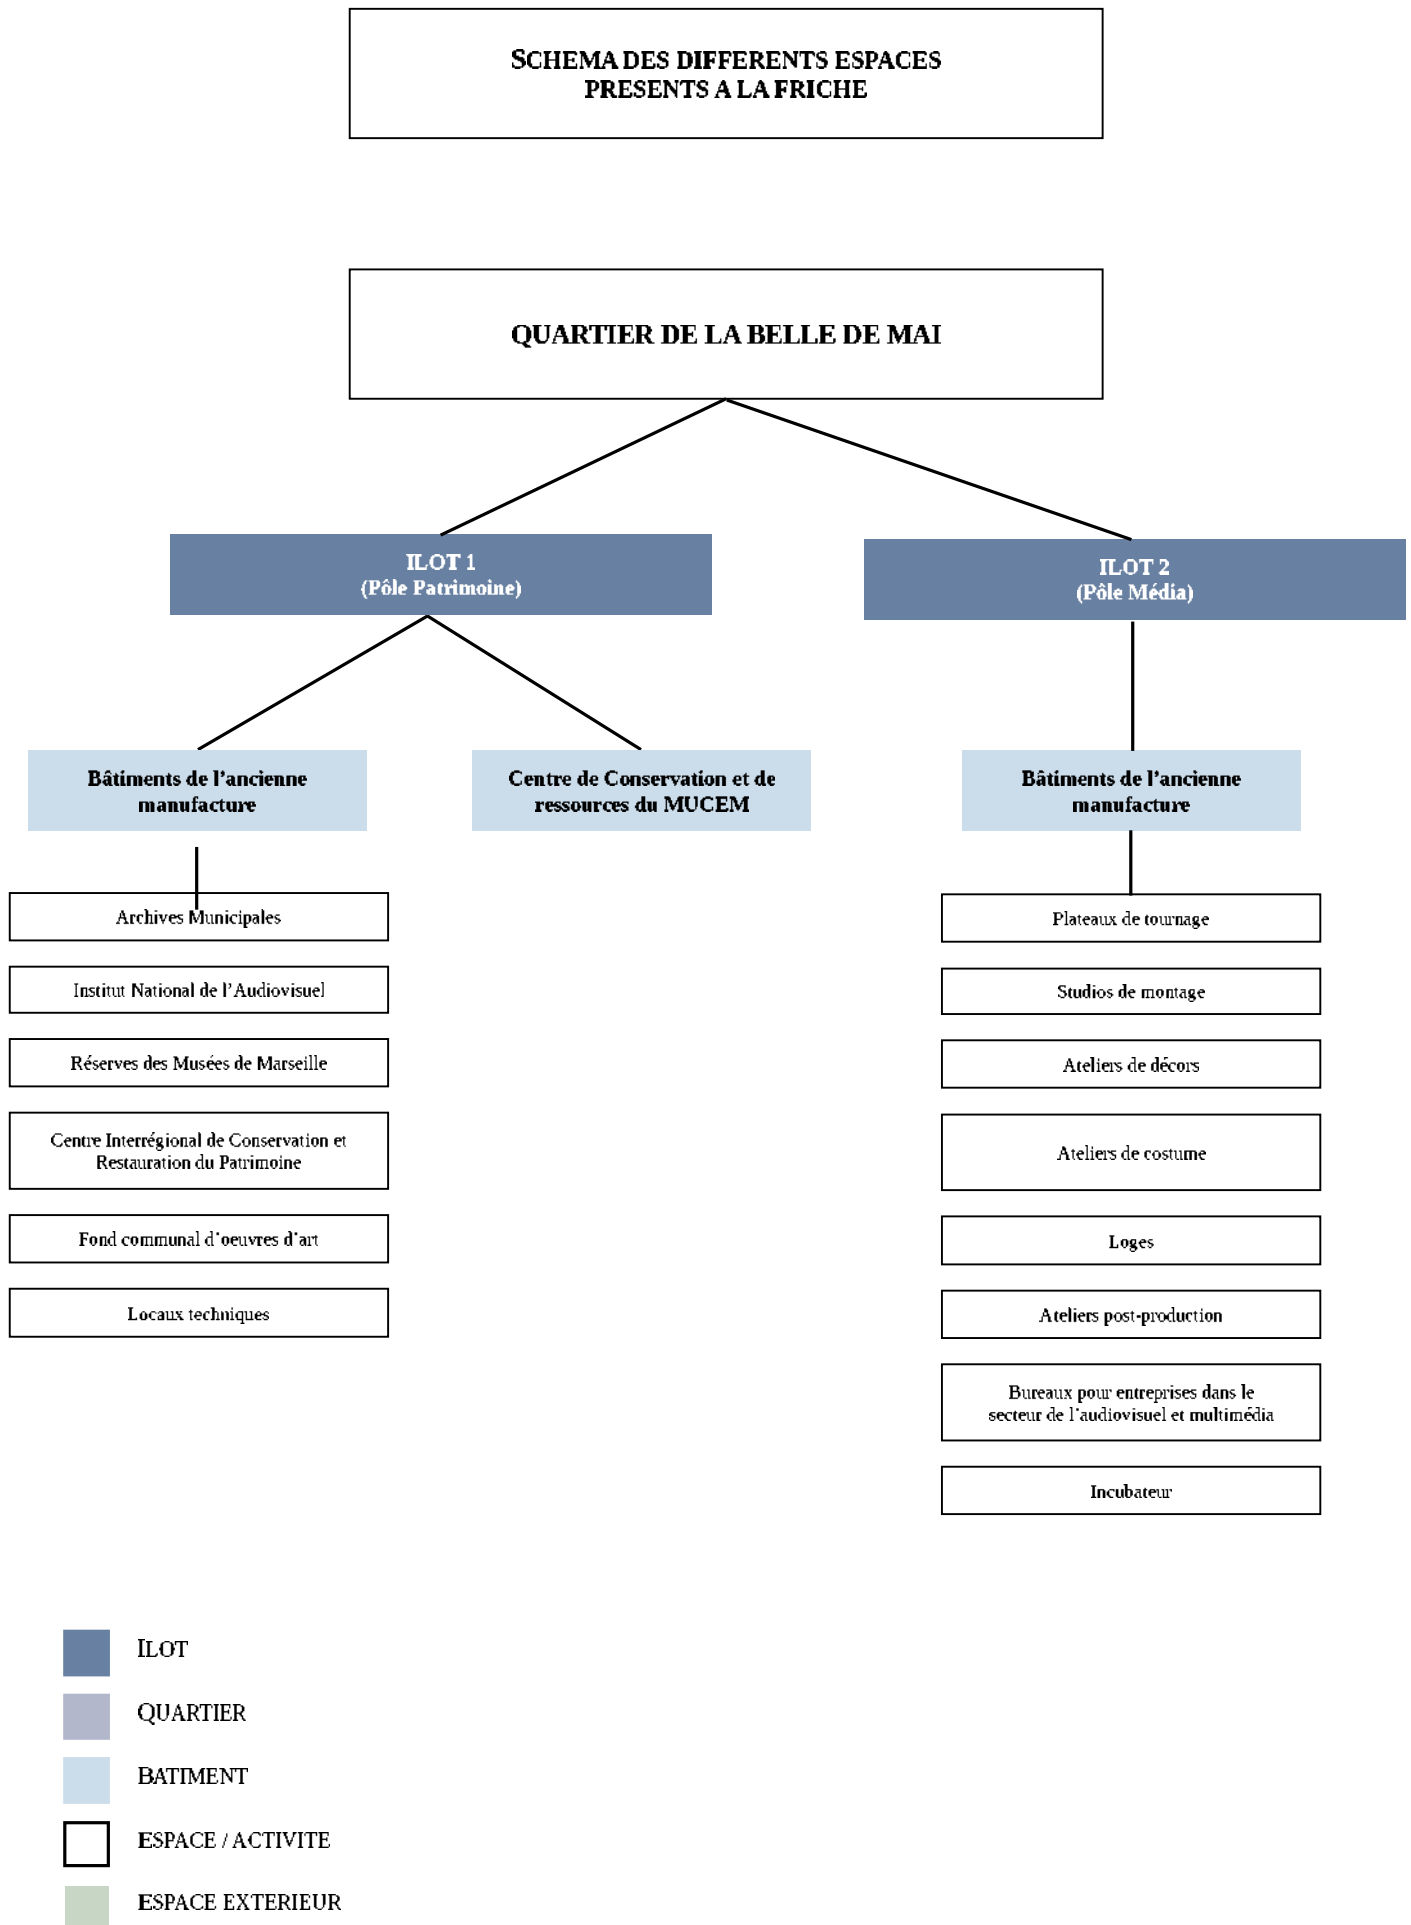 SCHEMA DES DIFFERENTS ESPACES
PRESENTS A LA FRICHE
QUARTIER DE LA BELLE DE MAI
ILOT 1
(Pôle Patrimoine)
ILOT 2
(Pôle Média)
Bâtiments de l’ancienne
manufacture
Centre de Conservation et de
ressources du MUCEM
Bâtiments de l’ancienne
manufacture
Archives Municipales
Institut National de l’Audiovisuel
Réserves des Musées de Marseille
Centre Interrégional de Conservation et
Restauration du Patrimoine
Fond communal d’oeuvres d’art
Locaux techniques
Plateaux de tournage
Studios de montage
Ateliers de décors
Ateliers de costume
Loges
Ateliers post-production
Bureaux pour entreprises dans le
secteur de l’audiovisuel et multimédia
Incubateur
ILOT
QUARTIER
BATIMENT
ESPACE / ACTIVITE
ESPACE EXTERIEUR